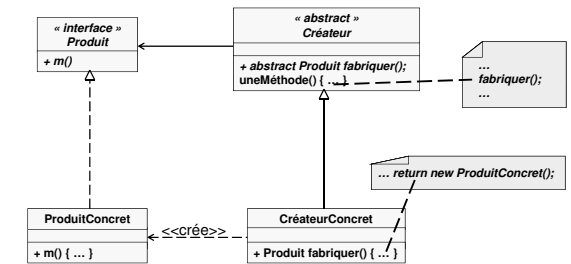 « interface »
Produit
+ m()
« abstract »
Créateur
+ abstract Produit fabriquer();
uneMéthode() { ... }
...
fabriquer();
...
... return new ProduitConcret();
ProduitConcret
+ m() { ... }
<<crée>>
CréateurConcret
+ Produit fabriquer() { ... }